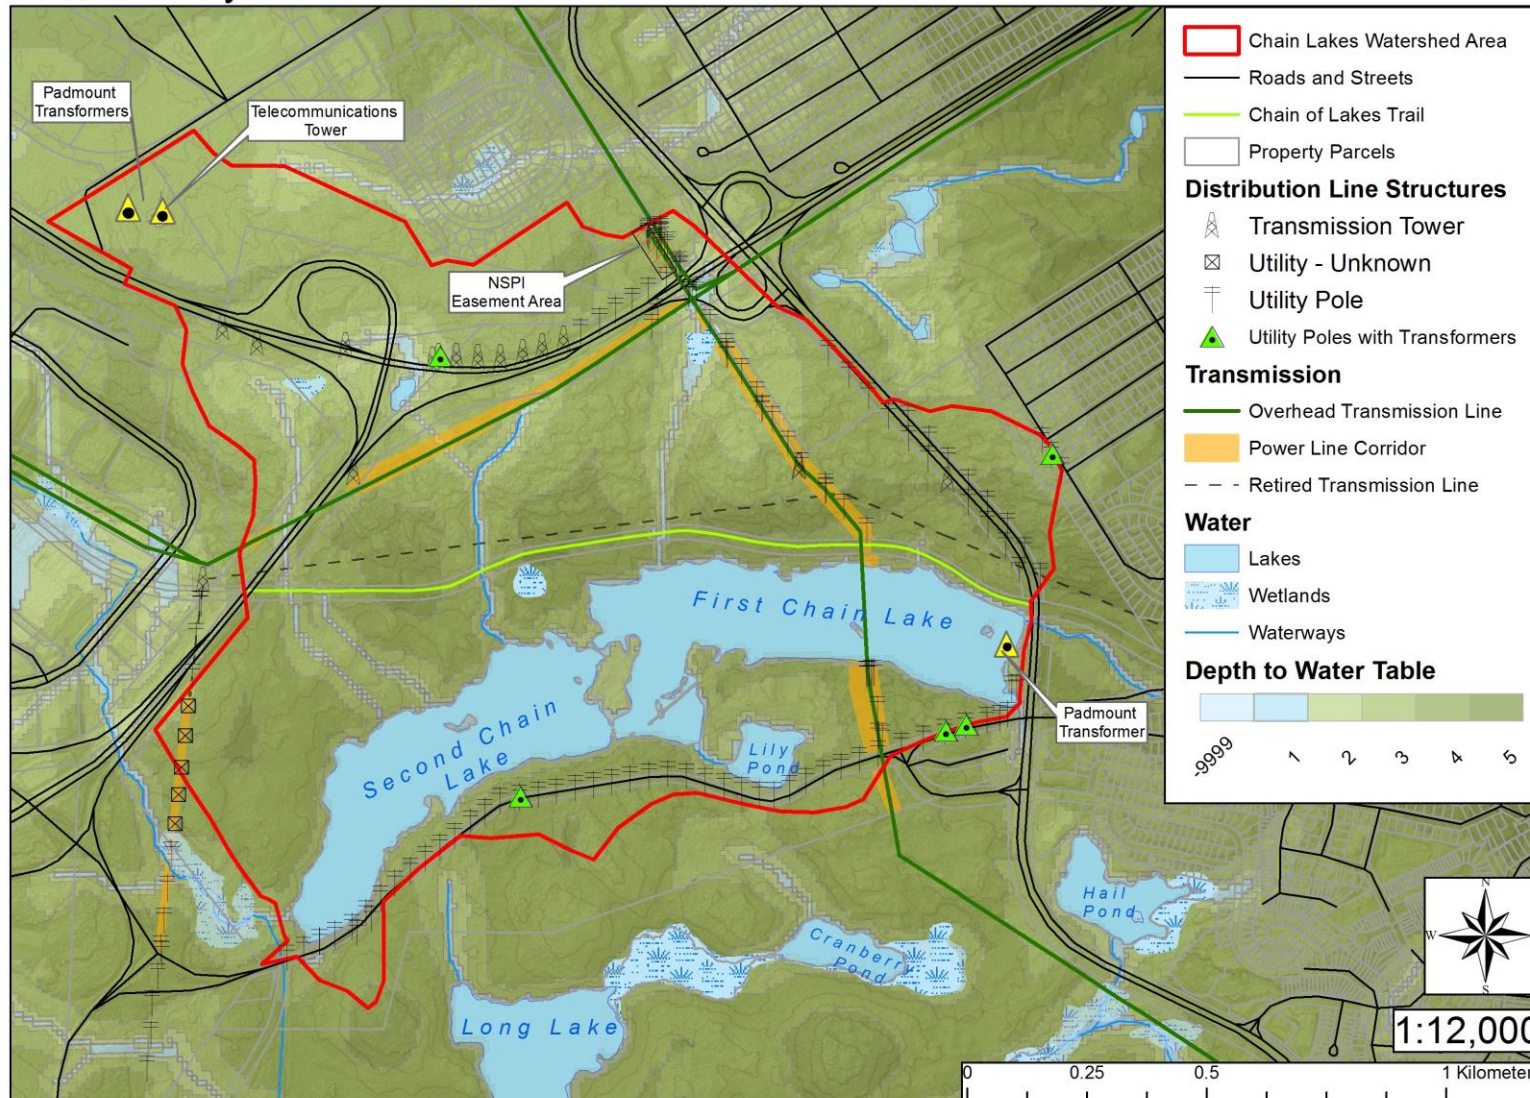 Padmount
Transformers
Telecommunications
Tower
NSPI
Easement Area
First Chain Lake
Second Chain
Lake
Lily
Pond
Padmount
Transformer
Hail
Pond
Cranberry
Pond
Long Lake
Chain Lakes Watershed Area
Roads and Streets
Chain of Lakes Trail
Property Parcels
Distribution Line Structures
Transmission Tower
Utility - Unknown
Utility Pole
Utility Poles with Transformers
Transmission
Overhead Transmission Line
Power Line Corridor
Retired Transmission Line
Water
Lakes
Wetlands
Waterways
Depth to Water Table
-9999 1 2 3 4 5
N
W E
S
1:12,000
0 0.25 0.5 1 Kilometer